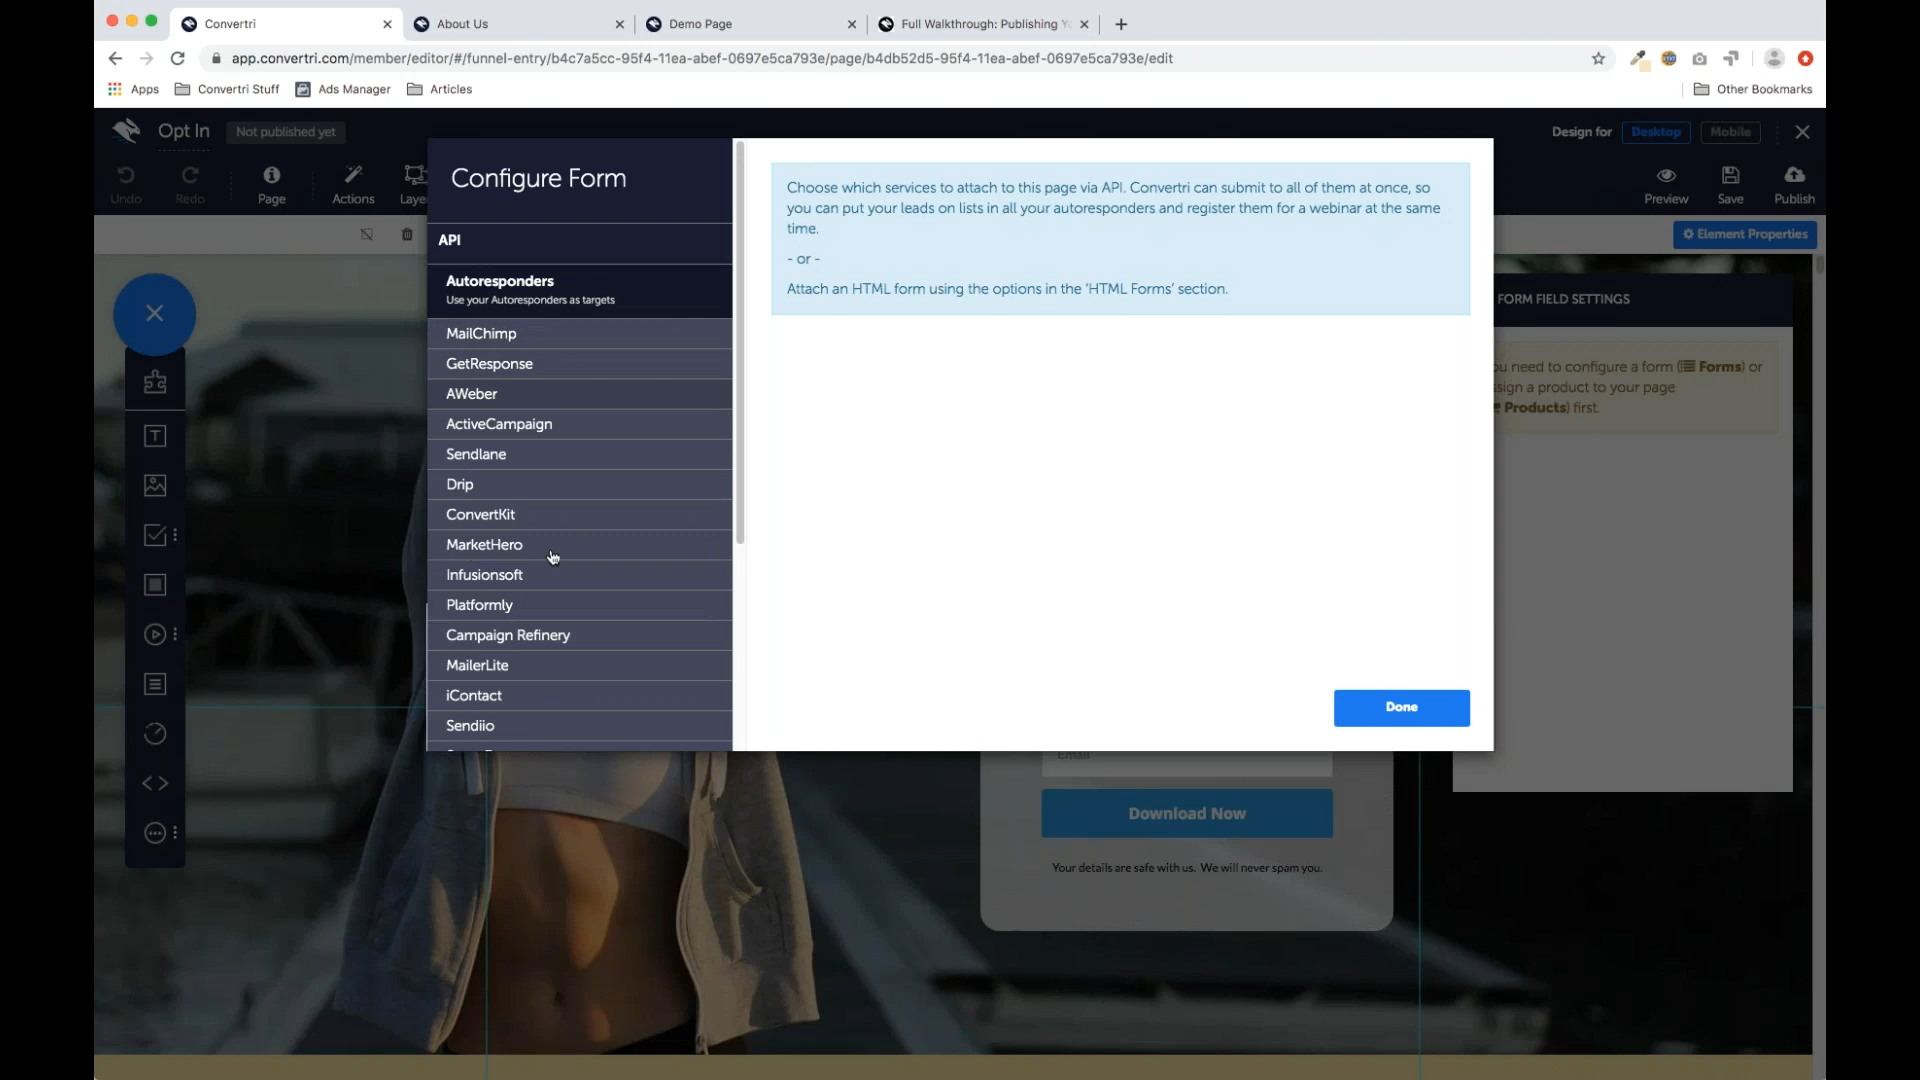 Convertri
About Us
Demo Page
Full Walkthrough: Publishing Y
app.convertri.com/member/editor/#/funnel-entry/b4c7a5cc-95f4-11ea-abef-0697e5ca793e/page/b4db52d5-95f4-11ea-abef-0697e5ca793e/edit
Apps
Convertri Stuff
Ads Manager
Articles
Other Bookmarks
Opt In
Not published yet
Design for
Desktop
Mobile
Undo
Redo
Page
Actions
Laye
Preview
Save
Publish
Element Properties
Configure Form
API
Autoresponders
Use your Autoresponders as targets
MailChimp
GetResponse
AWeber
ActiveCampaign
Sendlane
Drip
ConvertKit
MarketHero
Infusionsoft
Platformly
Campaign Refinery
MailerLite
iContact
Sendiio
Choose which services to attach to this page via API. Convertri can submit to all of them at once, so
you can put your leads on lists in all your autoresponders and register them for a webinar at the same
time.
- or -
Attach an HTML form using the options in the 'HTML Forms' section.
Done
FORM FIELD SETTINGS
ou need to configure a form (Forms) or
ssign a product to your page
(Products) first.
Email
Download Now
Your details are safe with us. We will never spam you.